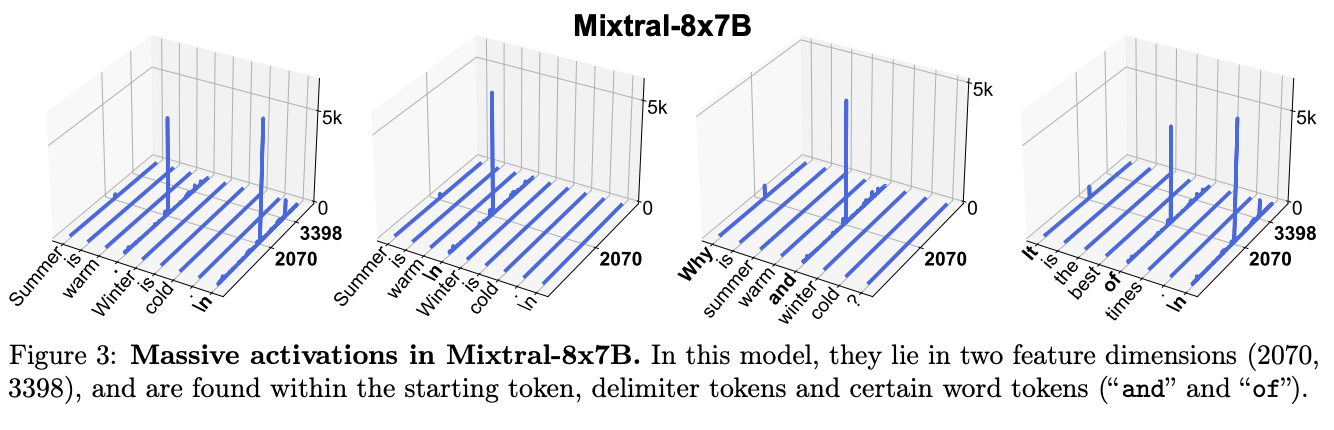 Mixtral-8x7B
5k
0
3398
2070
Summer
is
warm
.
Winter
is
cold
.
\n
5k
0
2070
Summer
is
warm
\n
Winter
is
cold
.
\n
5k
0
2070
Why
is
summer
warm
and
winter
cold
?
5k
0
3398
2070
It
is
the
best
of
times
.
\n
Figure 3: Massive activations in Mixtral-8x7B. In this model, they lie in two feature dimensions (2070,
3398), and are found within the starting token, delimiter tokens and certain word tokens (“and” and “of”).